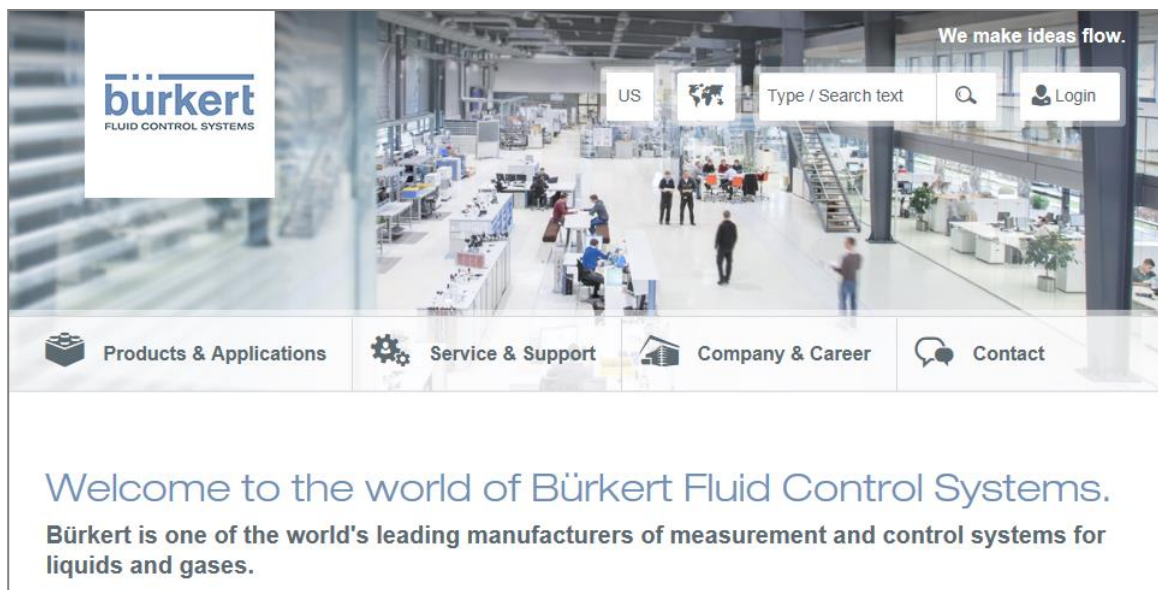 We make ideas flow.
bürkert
FLUID CONTROL SYSTEMS
US
Type / Search text
Login
Products & Applications
Service & Support
Company & Career
Contact
Welcome to the world of Bürkert Fluid Control Systems.
Bürkert is one of the world's leading manufacturers of measurement and control systems for
liquids and gases.